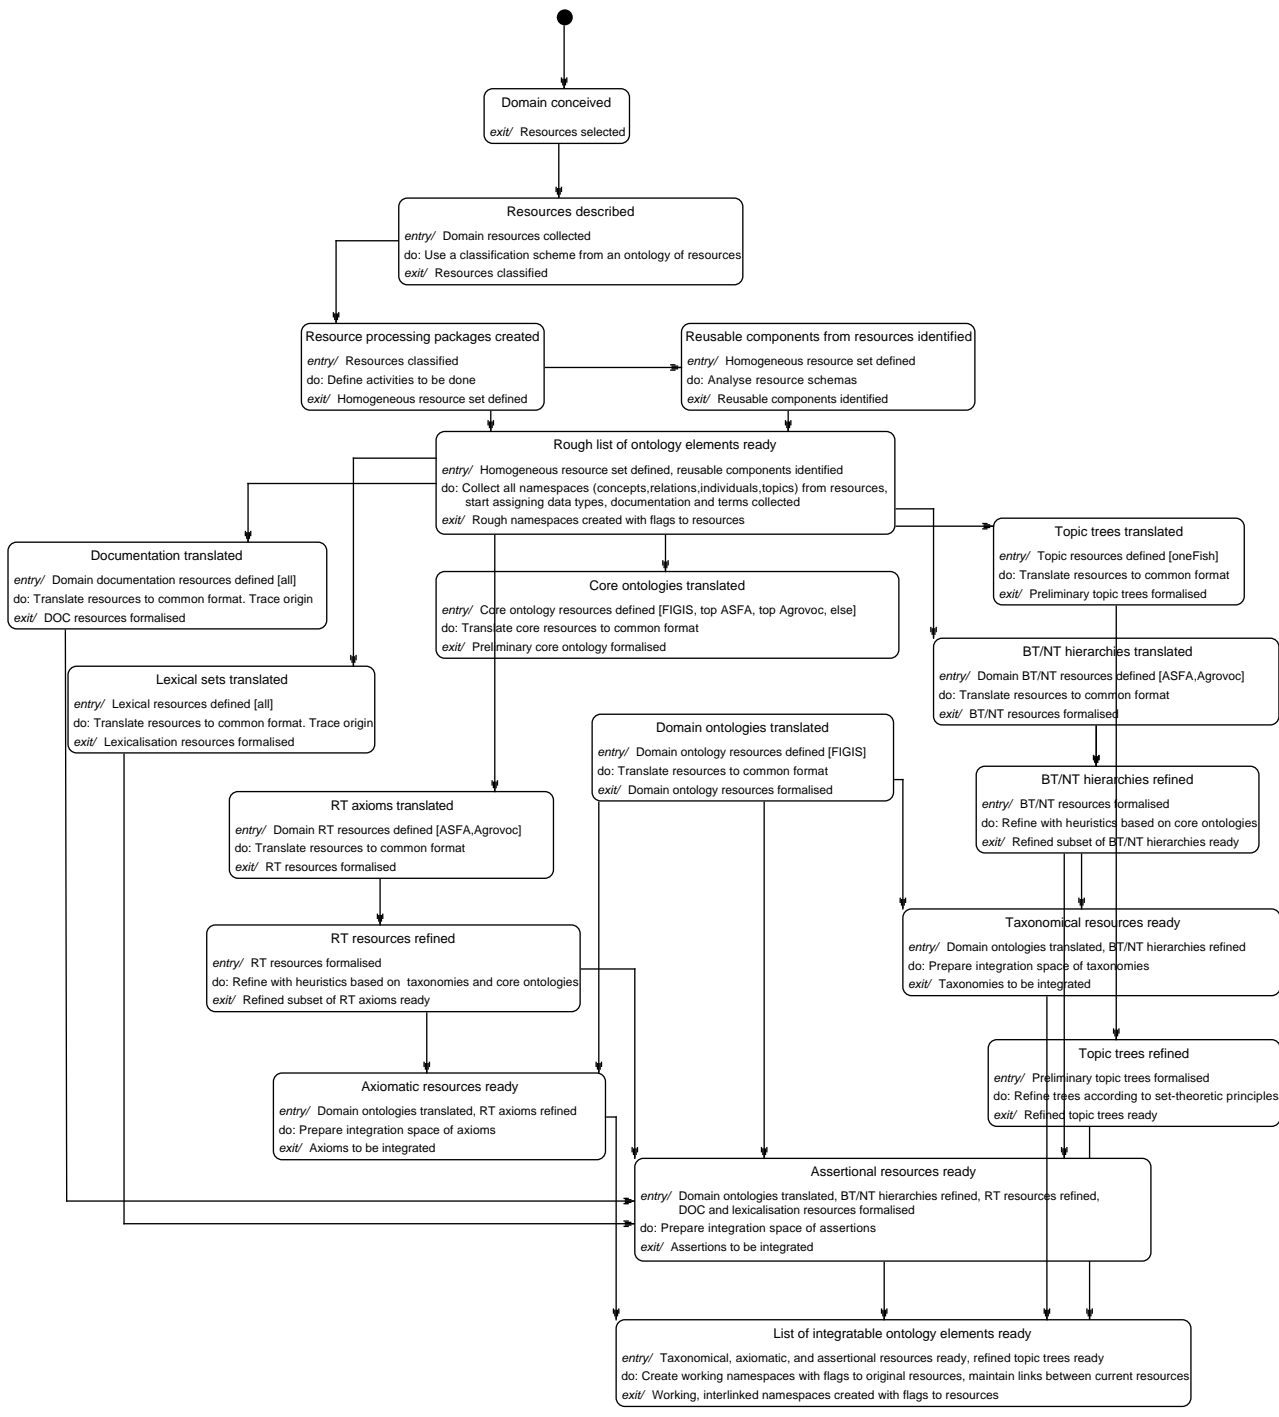 Domain conceived
exit/ Resources selected
Resources described
entry/ Domain resources collected
do: Use a classification scheme from an ontology of resources
exit/ Resources classified
Resource processing packages created
entry/ Resources classified
do: Define activities to be done
exit/ Homogeneous resource set defined
Reusable components from resources identified
entry/ Homogeneous resource set defined
do: Analyse resource schemas
exit/ Reusable components identified
Rough list of ontology elements ready
entry/ Homogeneous resource set defined, reusable components identified
do: Collect all namespaces (concepts,relations,individuals,topics) from resources,
start assigning data types, documentation and terms collected
exit/ Rough namespaces created with flags to resources
Topic trees translated
entry/ Topic resources defined [oneFish]
do: Translate resources to common format
exit/ Preliminary topic trees formalised
Documentation translated
entry/ Domain documentation resources defined [all]
do: Translate resources to common format. Trace origin
exit/ DOC resources formalised
Core ontologies translated
entry/ Core ontology resources defined [FIGIS, top ASFA, top Agrovoc, else]
do: Translate core resources to common format
exit/ Preliminary core ontology formalised
BT/NT hierarchies translated
entry/ Domain BT/NT resources defined [ASFA,Agrovoc]
do: Translate resources to common format
exit/ BT/NT resources formalised
Lexical sets translated
entry/ Lexical resources defined [all]
do: Translate resources to common format. Trace origin
exit/ Lexicalisation resources formalised
Domain ontologies translated
entry/ Domain ontology resources defined [FIGIS]
do: Translate resources to common format
exit/ Domain ontology resources formalised
BT/NT hierarchies refined
entry/ BT/NT resources formalised
do: Refine with heuristics based on core ontologies
exit/ Refined subset of BT/NT hierarchies ready
RT axioms translated
entry/ Domain RT resources defined [ASFA,Agrovoc]
do: Translate resources to common format
exit/ RT resources formalised
Taxonomical resources ready
entry/ Domain ontologies translated, BT/NT hierarchies refined
do: Prepare integration space of taxonomies
exit/ Taxonomies to be integrated
RT resources refined
entry/ RT resources formalised
do: Refine with heuristics based on taxonomies and core ontologies
exit/ Refined subset of RT axioms ready
Topic trees refined
entry/ Preliminary topic trees formalised
do: Refine trees according to set-theoretic principles
exit/ Refined topic trees ready
Axiomatic resources ready
entry/ Domain ontologies translated, RT axioms refined
do: Prepare integration space of axioms
exit/ Axioms to be integrated
Assertional resources ready
entry/ Domain ontologies translated, BT/NT hierarchies refined, RT resources refined,
DOC and lexicalisation resources formalised
do: Prepare integration space of assertions
exit/ Assertions to be integrated
List of integratable ontology elements ready
entry/ Taxonomical, axiomatic, and assertional resources ready, refined topic trees ready
do: Create working namespaces with flags to original resources, maintain links between current resources
exit/ Working, interlinked namespaces created with flags to resources